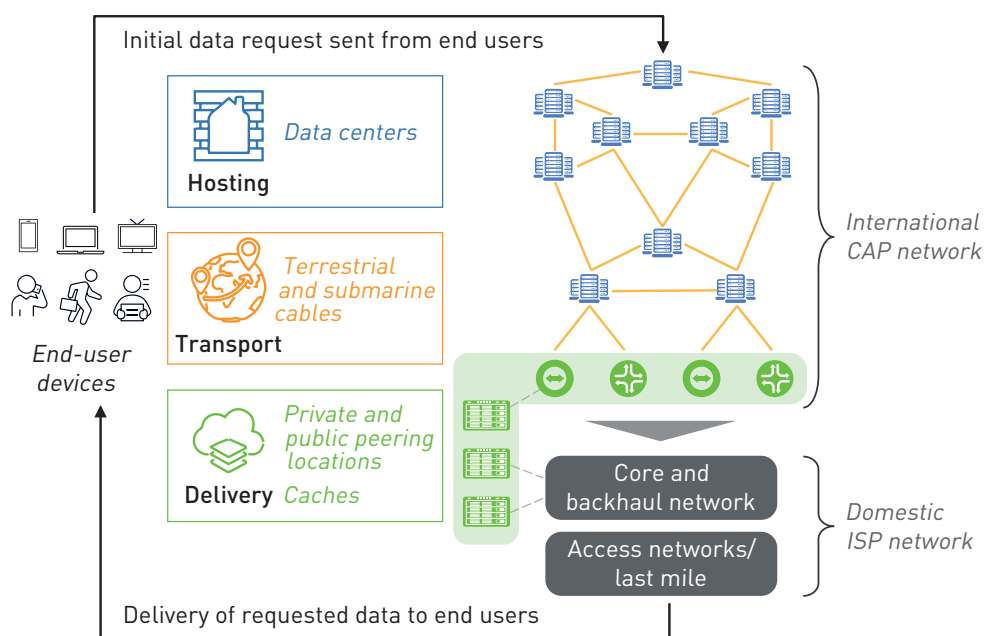 Initial data request sent from end users
Data centers
Hosting
Terrestrial
and submarine
cables
Transport
End-user
devices
Private and
public peering
locations
Delivery
Caches
International
CAP network
Core and
backhaul network
Access networks/
last mile
Domestic
ISP network
Delivery of requested data to end users